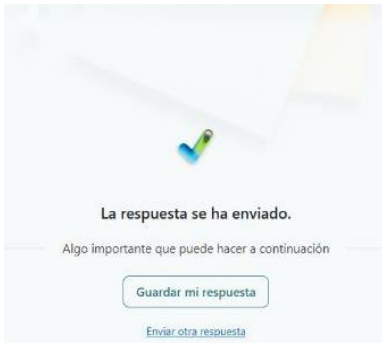 La respuesta se ha enviado.
Algo importante que puede hacer a continuación
Guardar mi respuesta
Enviar otra respuesta